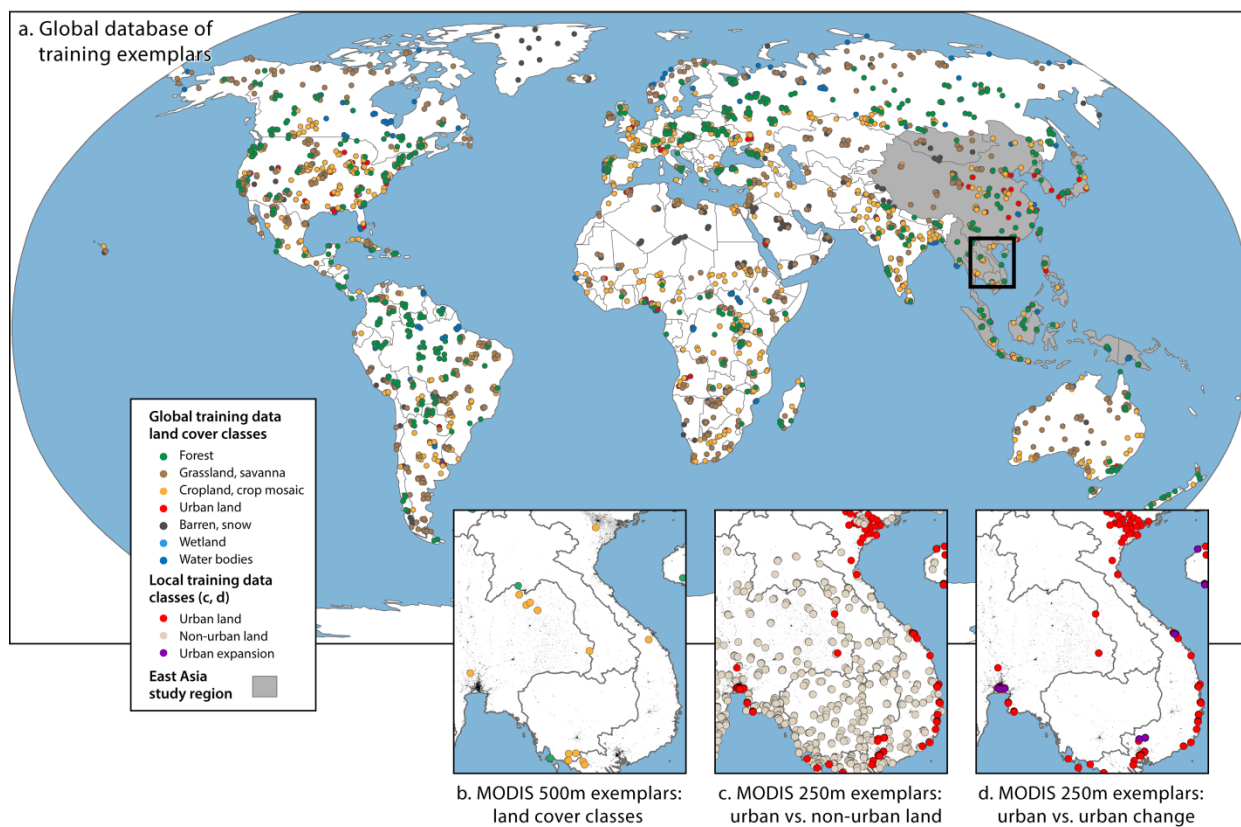 a. Global database of
training exemplars
Global training data
land cover classes
Forest
Grassland, savanna
Cropland, crop mosaic
Urban land
Barren, snow
Wetland
Water bodies
Local training data
classes (c, d)
Urban land
Non-urban land
Urban expansion
East Asia
study region
b. MODIS 500m exemplars:
land cover classes
c. MODIS 250m exemplars:
urban vs. non-urban land
d. MODIS 250m exemplars:
urban vs. urban change